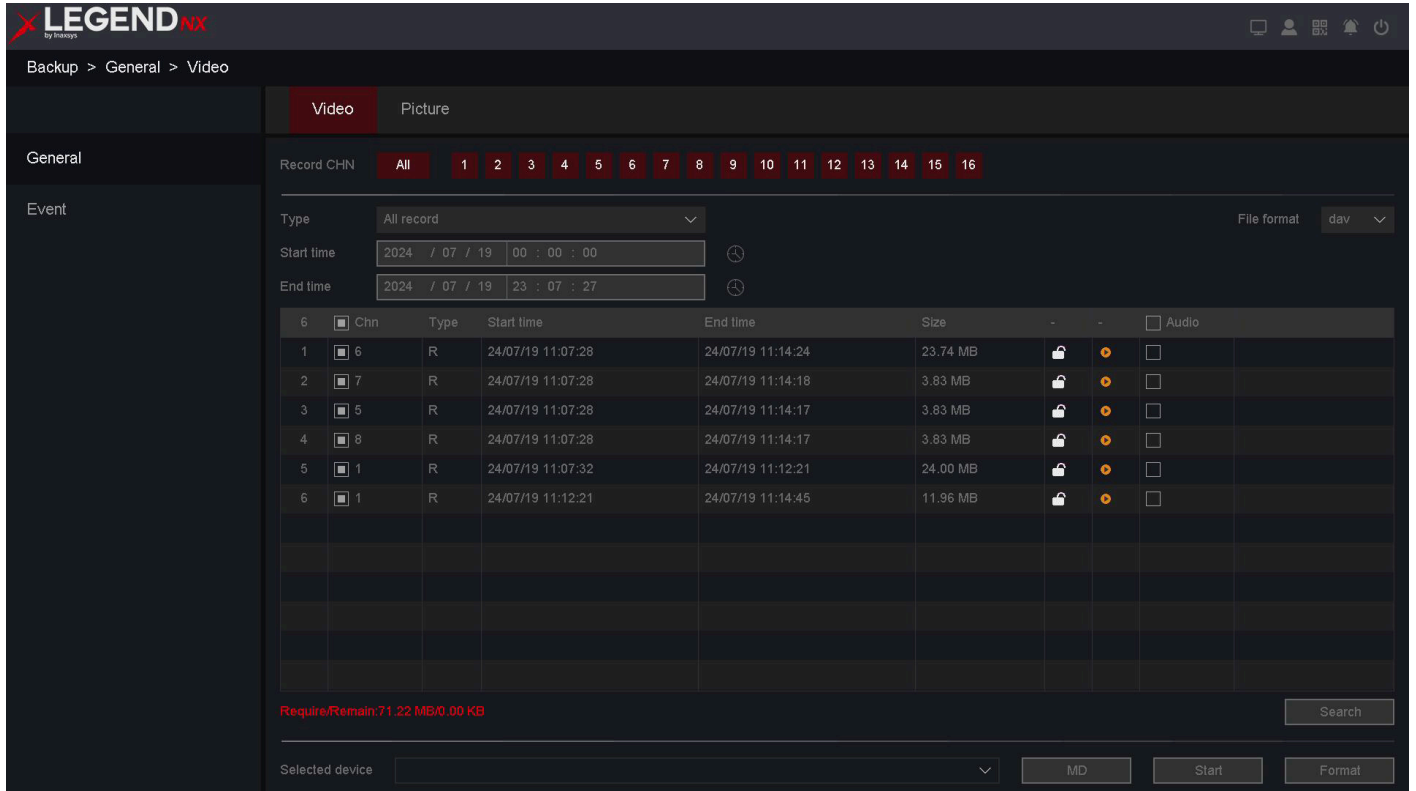 LEGEND NX
by Inaxsys
Backup > General > Video
Video Picture
General
Event
Record CHN All 1 2 3 4 5 6 7 8 9 10 11 12 13 14 15 16
Type All record File format dav
Start time 2024 / 07 / 19 00 : 00 : 00
End time 2024 / 07 / 19 23 : 07 : 27
6 Chn Type Start time End time Size - - Audio
1 6 R 24/07/19 11:07:28 24/07/19 11:14:24 23.74 MB
2 7 R 24/07/19 11:07:28 24/07/19 11:14:18 3.83 MB
3 5 R 24/07/19 11:07:28 24/07/19 11:14:17 3.83 MB
4 8 R 24/07/19 11:07:28 24/07/19 11:14:17 3.83 MB
5 1 R 24/07/19 11:07:32 24/07/19 11:12:21 24.00 MB
6 1 R 24/07/19 11:12:21 24/07/19 11:14:45 11.96 MB
Require/Remain:71.22 MB/0.00 KB Search
Selected device MD Start Format